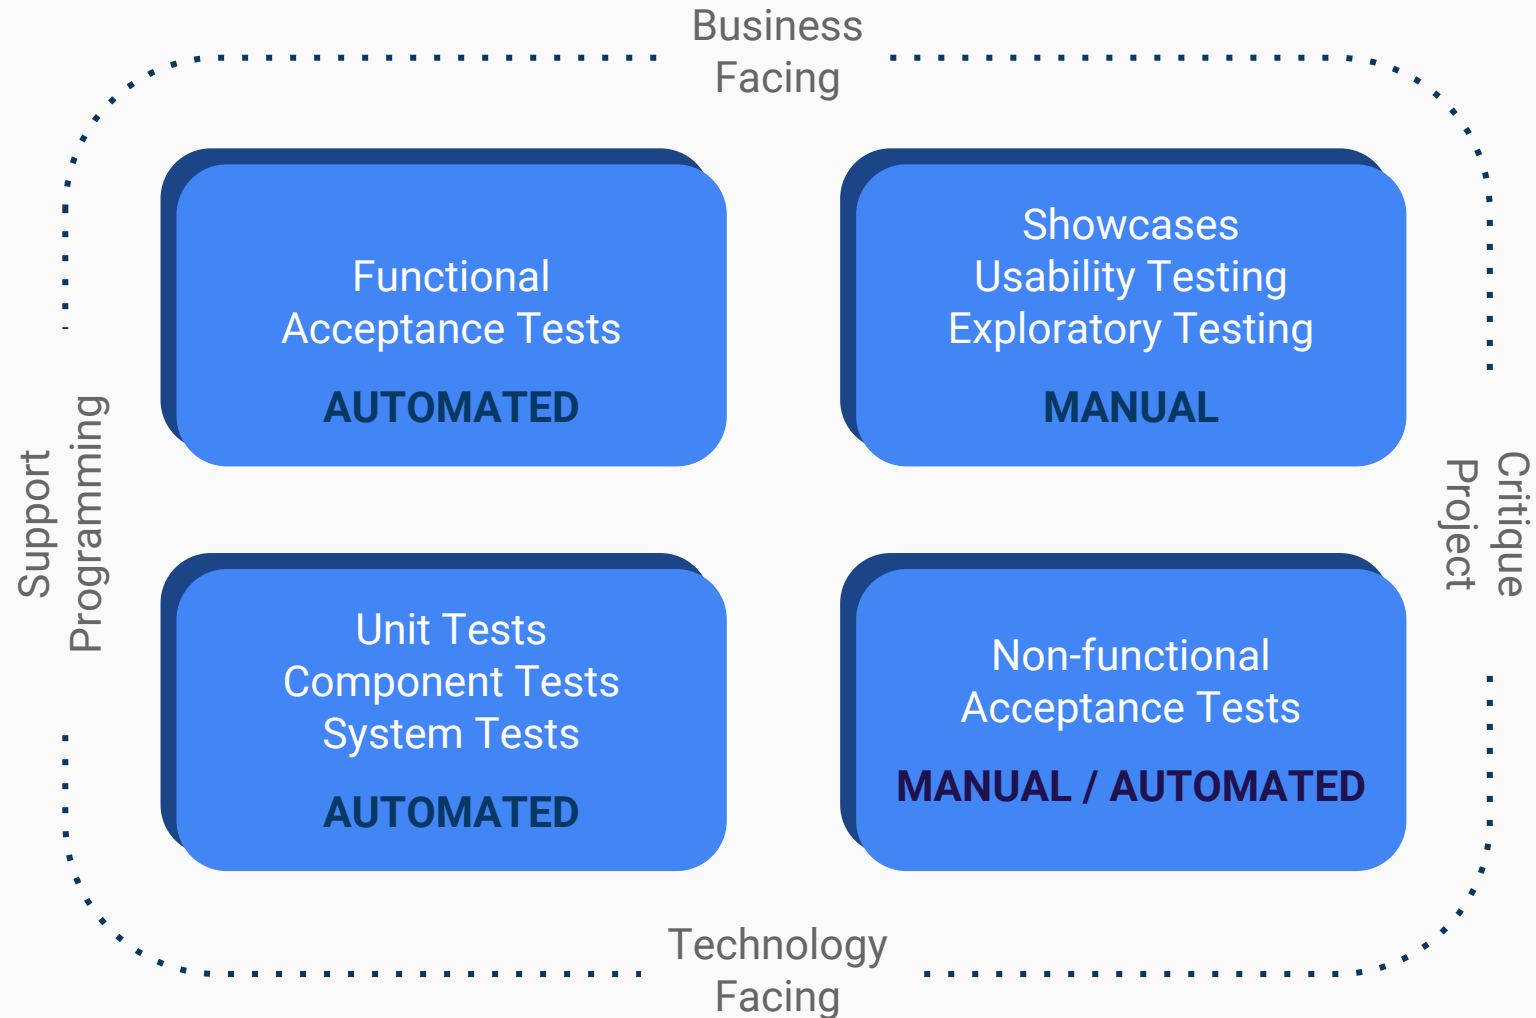 Business
Facing
Functional
Acceptance Tests
AUTOMATED
Showcases
Usability Testing
Exploratory Testing
MANUAL
Support
Programming
Critique
Project
Unit Tests
Component Tests
System Tests
AUTOMATED
Non-functional
Acceptance Tests
MANUAL / AUTOMATED
Technology
Facing